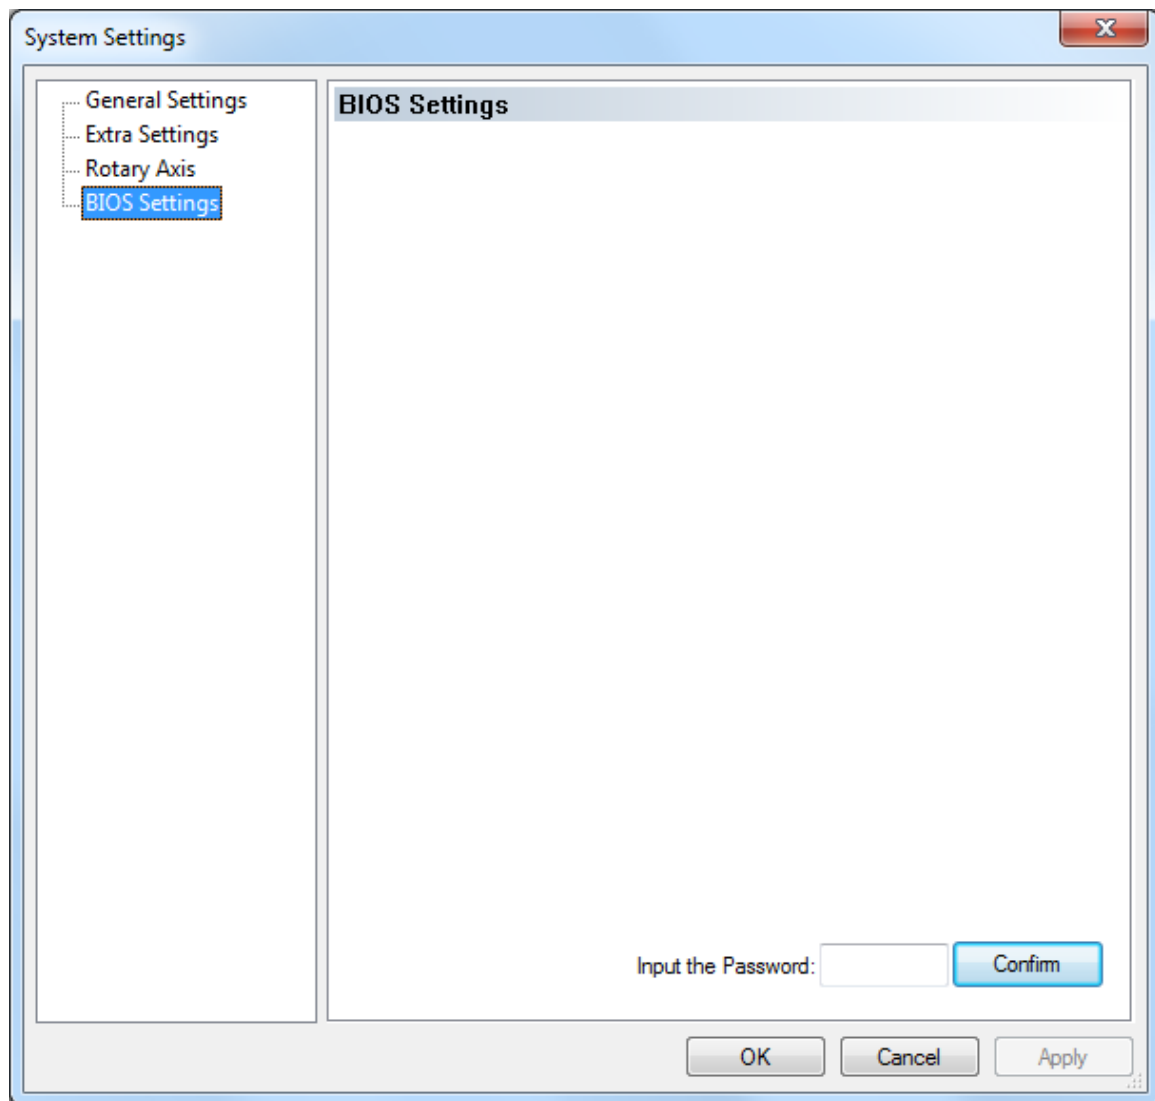 System Settings
General Settings
Extra Settings
Rotary Axis
BIOS Settings
BIOS Settings
Input the Password:
Confirm
OK
Cancel
Apply